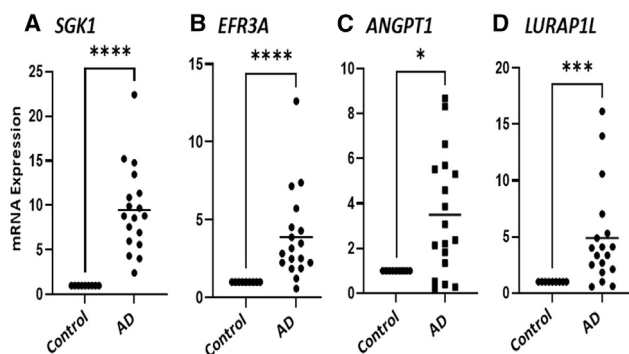 A SGK1
****
mRNA Expression
25
20
15
10
5
0
Control
AD
B EFR3A
****
15
10
5
0
Control
AD
C ANGPT1
*
10
8
6
4
2
0
Control
AD
D LURAP1L
***
20
15
10
5
0
Control
AD